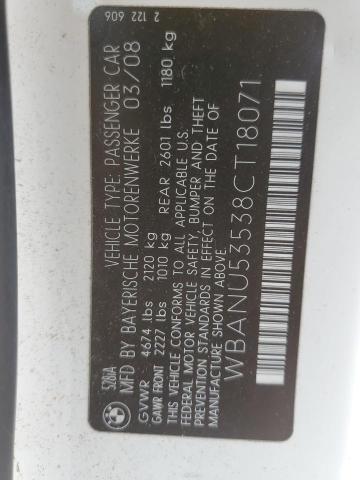 2 122 606
328iA
VEHICLE TYPE: PASSENGER CAR
MFD BY BAYERISCHE MOTORENWERKE 03/08
GVWR 4674 lbs 2120 kg
GAWR FRONT 2227 lbs 1010 kg REAR 2601 lbs 1180 kg
THIS VEHICLE CONFORMS TO ALL APPLICABLE U.S.
FEDERAL MOTOR VEHICLE SAFETY, BUMPER, AND THEFT
PREVENTION STANDARDS IN EFFECT ON THE DATE OF
MANUFACTURE SHOWN ABOVE.
WBANU53538CT18071